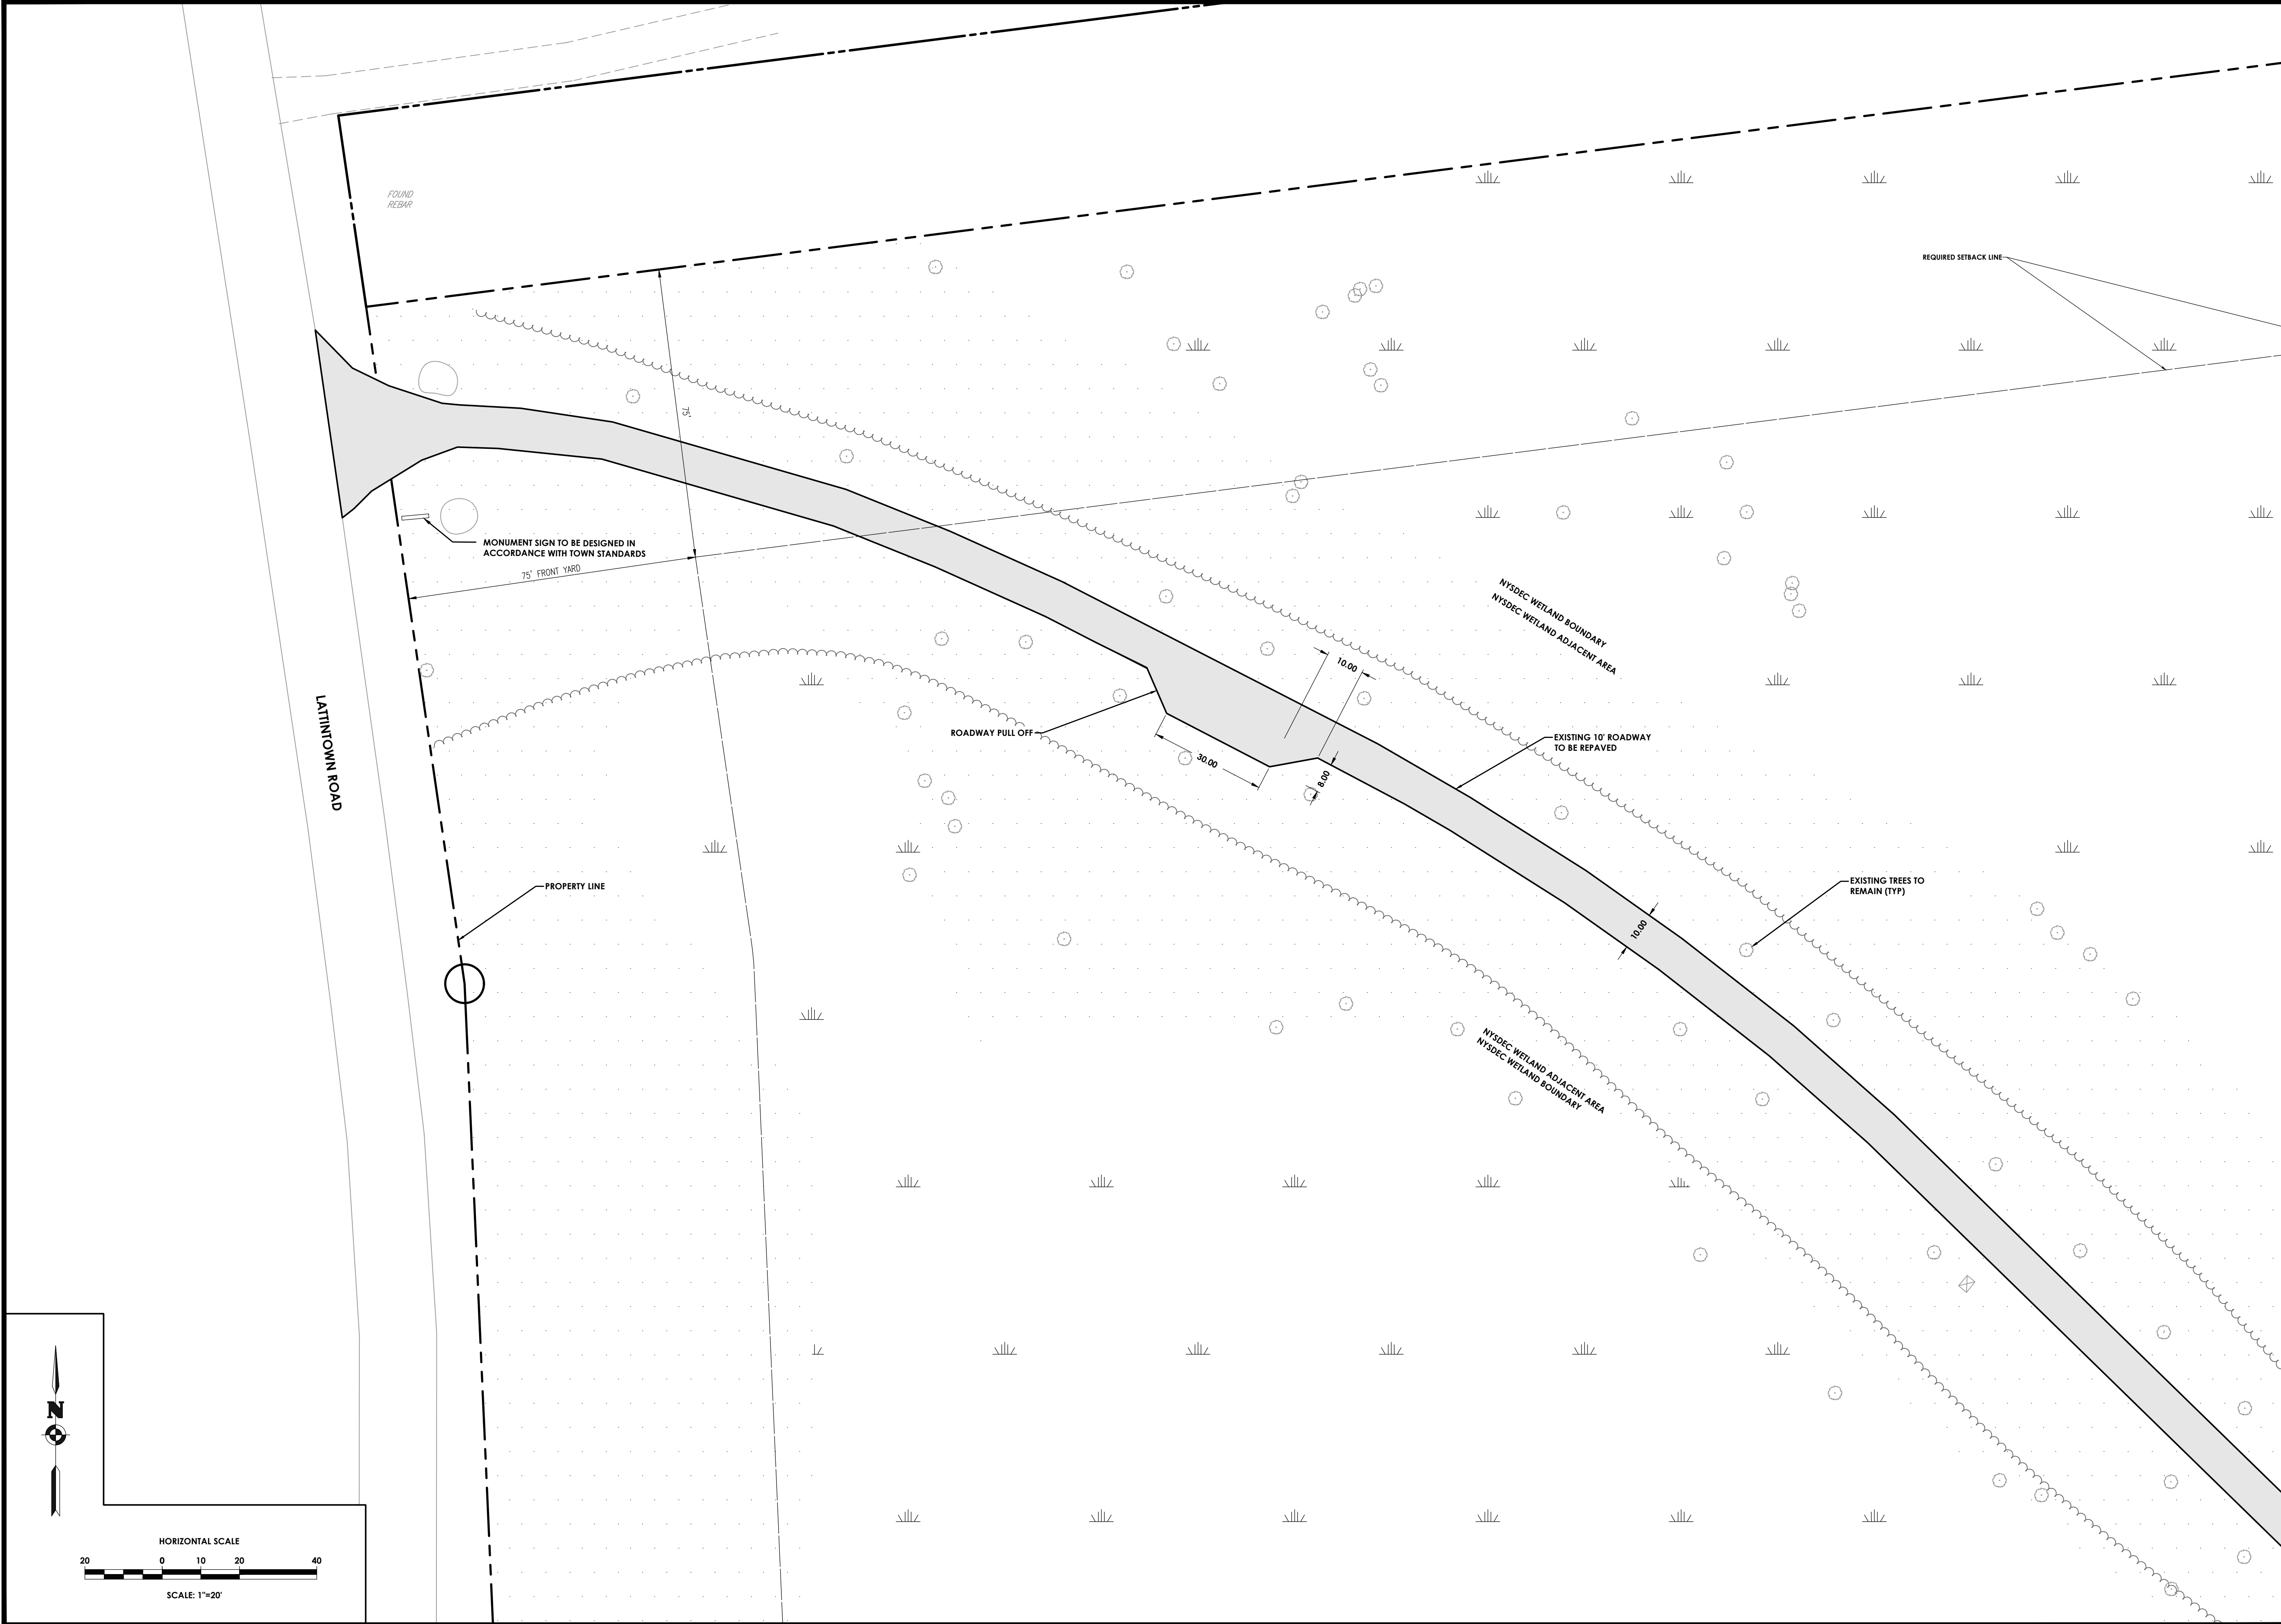 FOUND
REBAR
REQUIRED SETBACK LINE
75'
MONUMENT SIGN TO BE DESIGNED IN
ACCORDANCE WITH TOWN STANDARDS
75' FRONT YARD
NYSDEC WETLAND BOUNDARY
NYSDEC WETLAND ADJACENT AREA
10.00
LATTINTOWN ROAD
ROADWAY PULL OFF
EXISTING 10' ROADWAY
TO BE REPAVED
30.00
8.00
PROPERTY LINE
EXISTING TREES TO
REMAIN (TYP)
10.00
NYSDEC WETLAND ADJACENT AREA
NYSDEC WETLAND BOUNDARY
N
HORIZONTAL SCALE
20 0 10 20 40
SCALE: 1"=20'